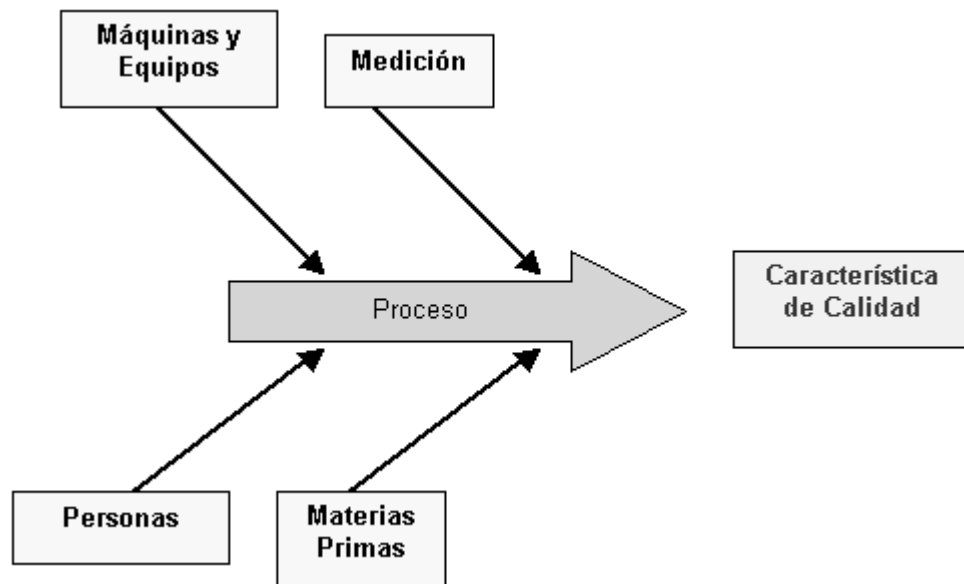 Máquinas y
Equipos
Medición
Proceso
Característica
de Calidad
Personas
Materias
Primas